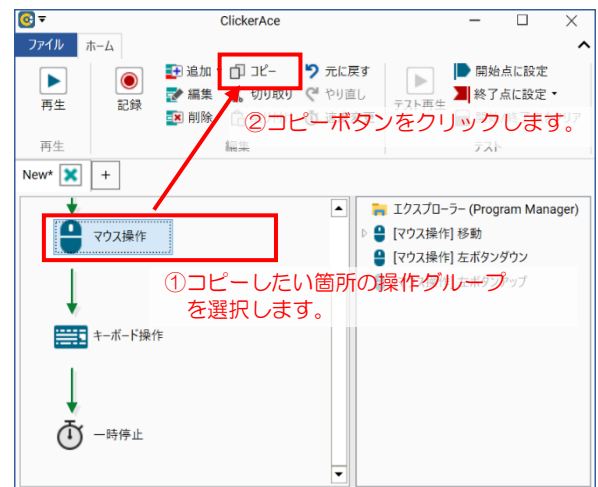 ClickerAce
ファイル ホーム
再生
記録
追加
編集
削除
コピー
切り取り
元に戻す
やり直し
テスト再生
開始点に設定
終了点に設定
再生
編集
テスト
②コピーボタンをクリックします。
New*
+
マウス操作
キーボード操作
一時停止
エクスプローラー (Program Manager)
[マウス操作] 移動
[マウス操作] 左ボタンダウン
①コピーしたい箇所の操作グループ
を選択します。